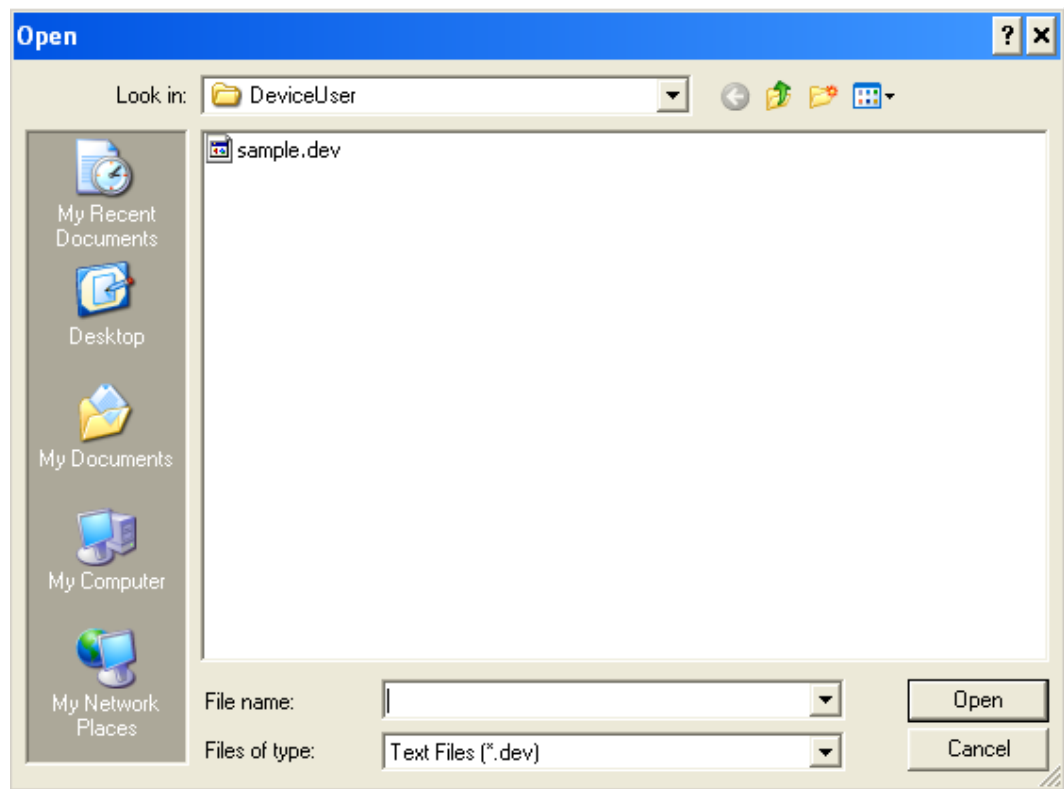 Open
Look in:
DeviceUser
sample.dev
My Recent
Documents
Desktop
My Documents
My Computer
My Network
Places
File name:
Open
Files of type:
Text Files (*.dev)
Cancel